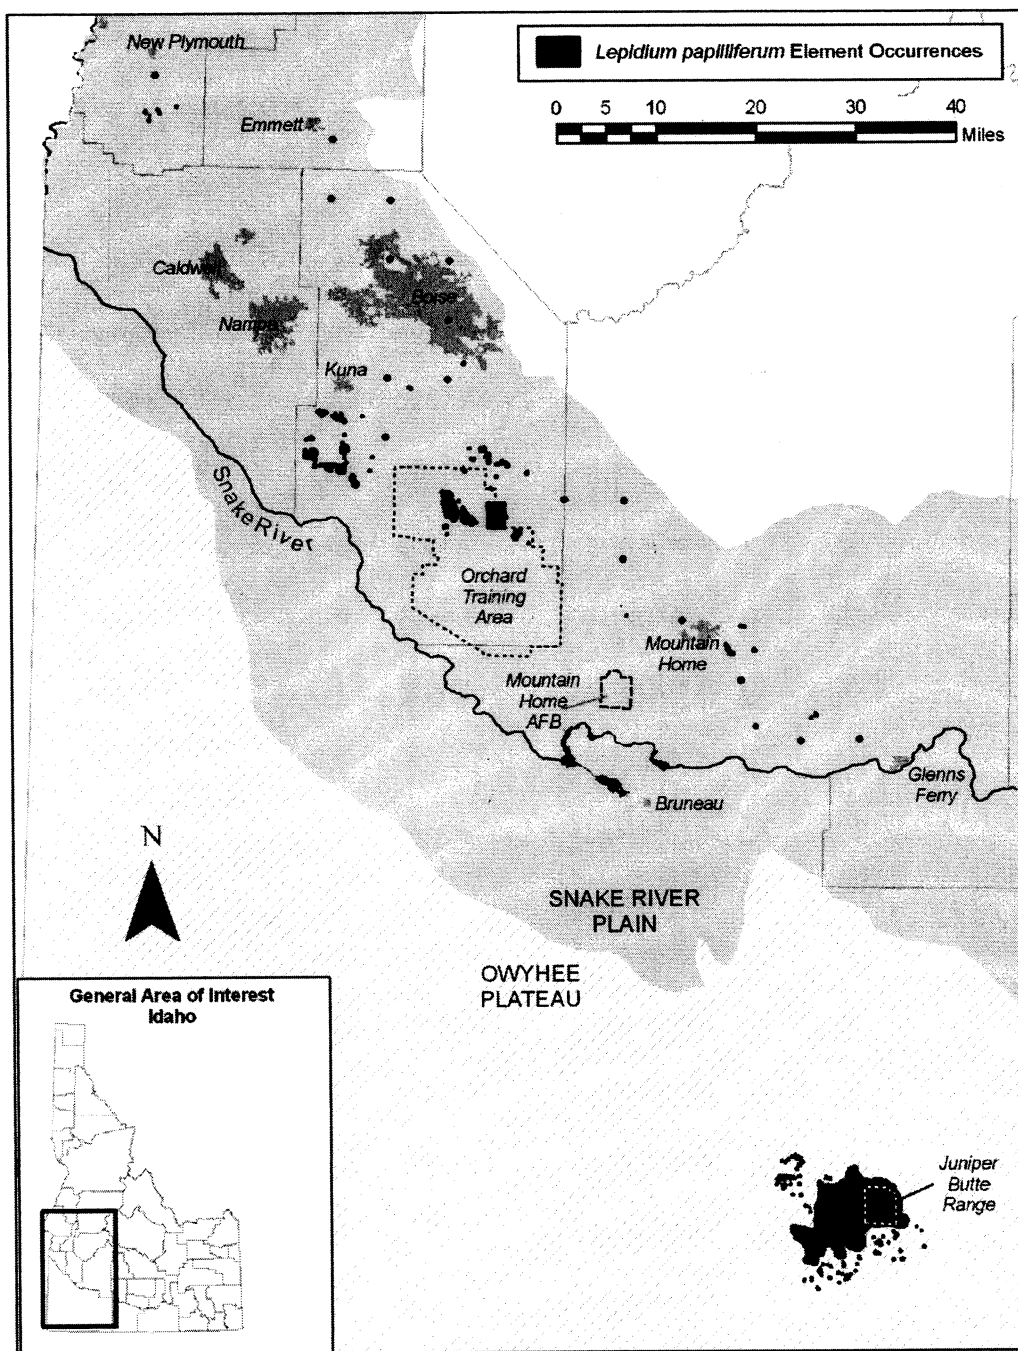 New Plymouth
Lepidium papilliferum Element Occurrences
0 5 10 20 30 40
Miles
Emmett
Caldwell
Boise
Nampa
Kuna
Snake River
Orchard
Training
Area
Mountain
Home
Mountain
Home
AFB
Glenns
Ferry
Bruneau
N
SNAKE RIVER
PLAIN
OWYHEE
PLATEAU
General Area of Interest
Idaho
Juniper
Butte
Range